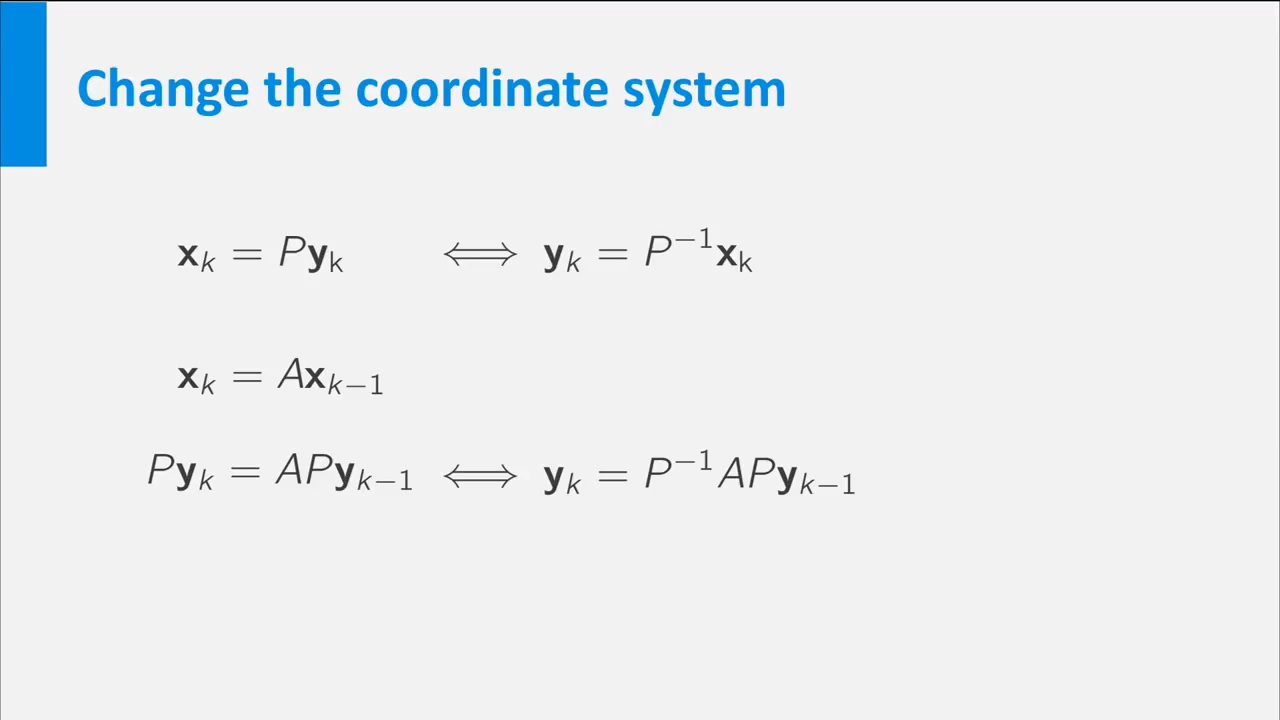 Change the coordinate system
𝐱ₖ = P𝐲ₖ ⟺ 𝐲ₖ = P⁻¹𝐱ₖ
𝐱ₖ = A𝐱ₖ₋₁
P𝐲ₖ = AP𝐲ₖ₋₁ ⟺ 𝐲ₖ = P⁻¹AP𝐲ₖ₋₁